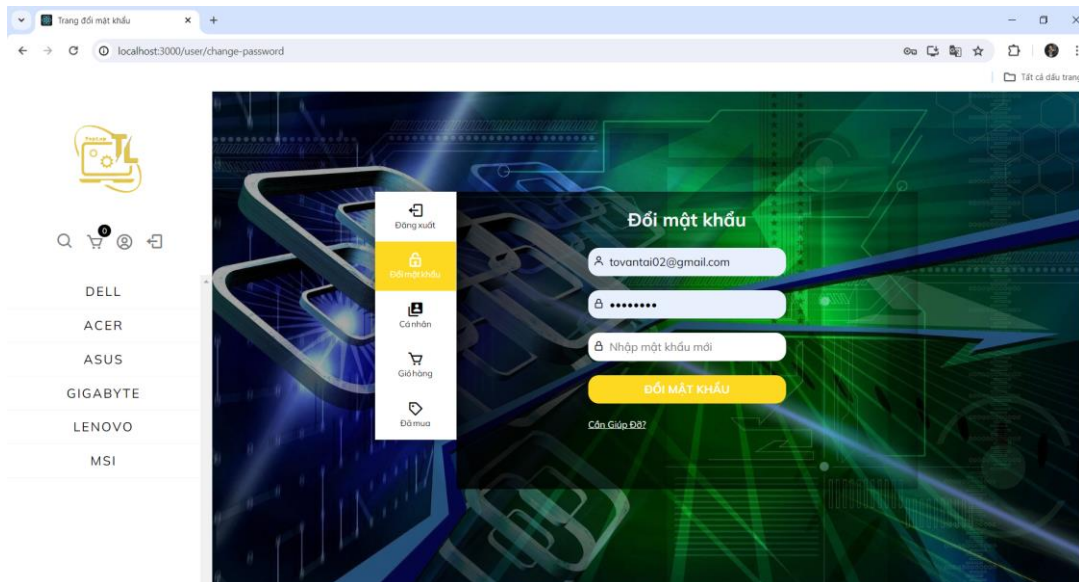 Trang đổi mật khẩu
localhost:3000/user/change-password
Tất cả dấu trang
TL
0
DELL
ACER
ASUS
GIGABYTE
LENOVO
MSI
Đăng xuất
Đổi mật khẩu
Cá nhân
Giỏ hàng
Đã mua
Đổi mật khẩu
tovantai02@gmail.com
Nhập mật khẩu mới
ĐỔI MẬT KHẨU
Cần Giúp Đỡ?